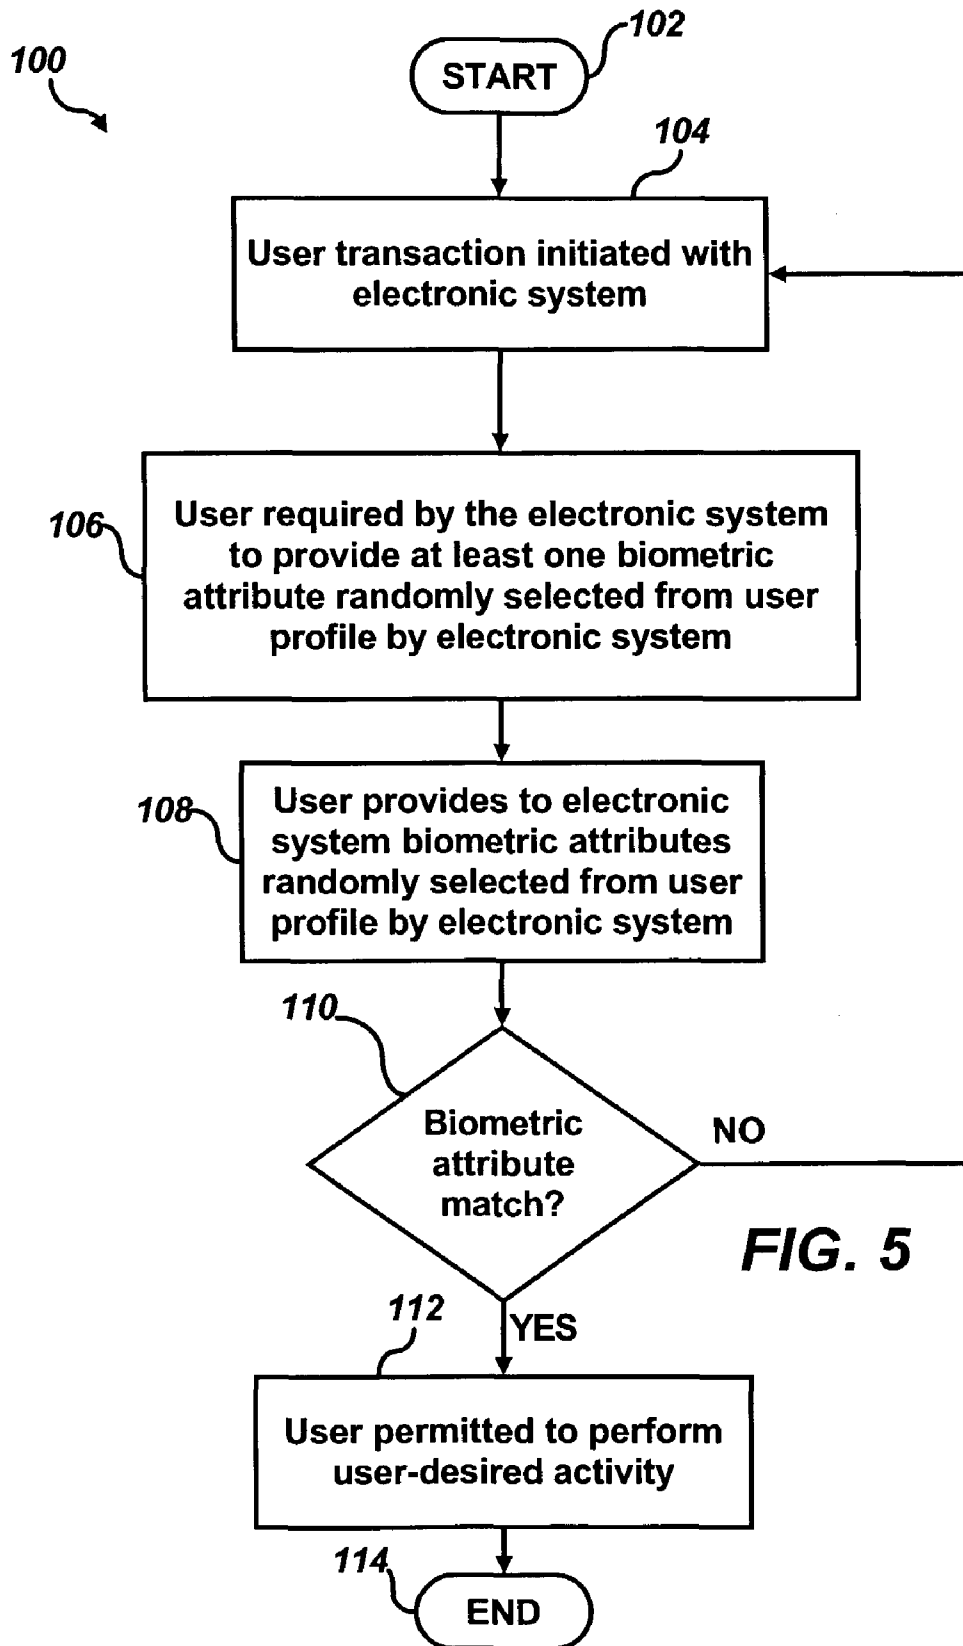 100
102
START
104
User transaction initiated with
electronic system
106
User required by the electronic system
to provide at least one biometric
attribute randomly selected from user
profile by electronic system
108
User provides to electronic
system biometric attributes
randomly selected from user
profile by electronic system
110
Biometric
attribute
match?
NO
FIG. 5
112
YES
User permitted to perform
user-desired activity
114
END